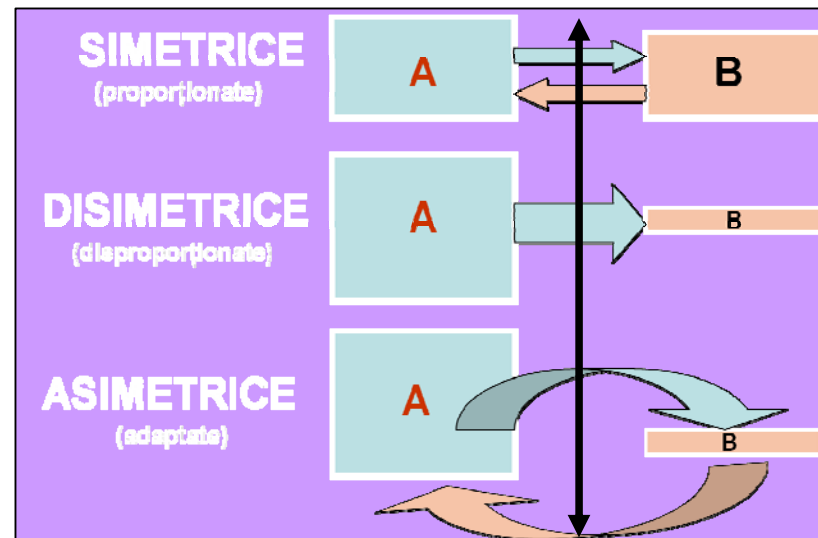 SIMETRICE
(proporţionate)
A
B
DISIMETRICE
(disproporţionate)
A
B
ASIMETRICE
(adaptate)
A
B